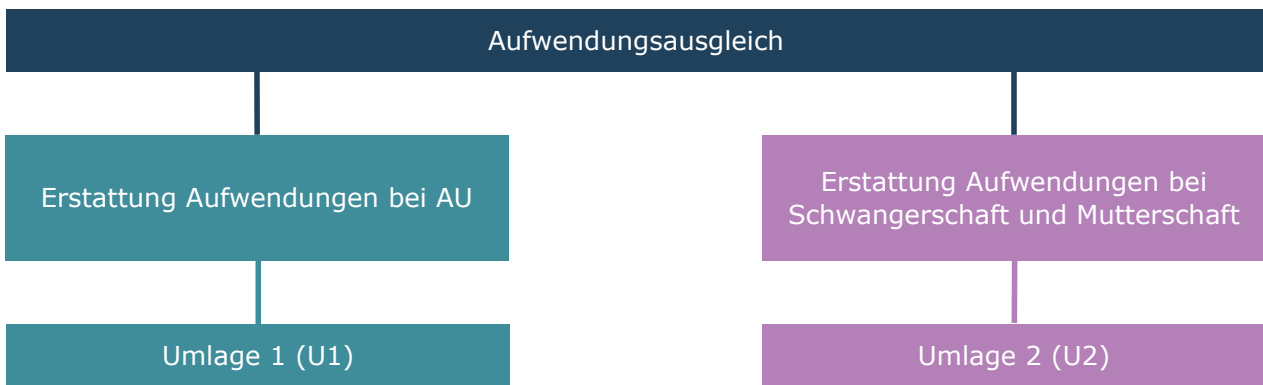 Aufwendungsausgleich
Erstattung Aufwendungen bei AU
Erstattung Aufwendungen bei
Schwangerschaft und Mutterschaft
Umlage 1 (U1)
Umlage 2 (U2)